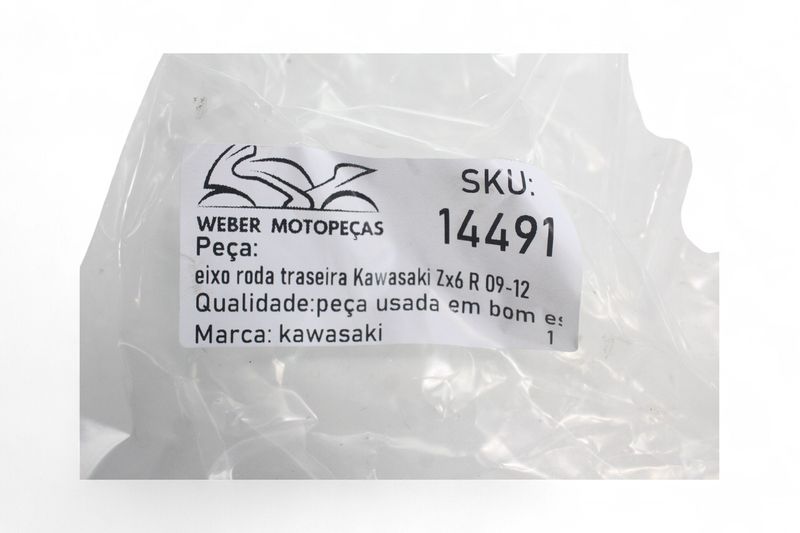 WEBER MOTOPEÇAS
SKU:
14491
Peça:
eixo roda traseira Kawasaki Zx6 R 09-12
Qualidade:peça usada em bom es
Marca: kawasaki
1